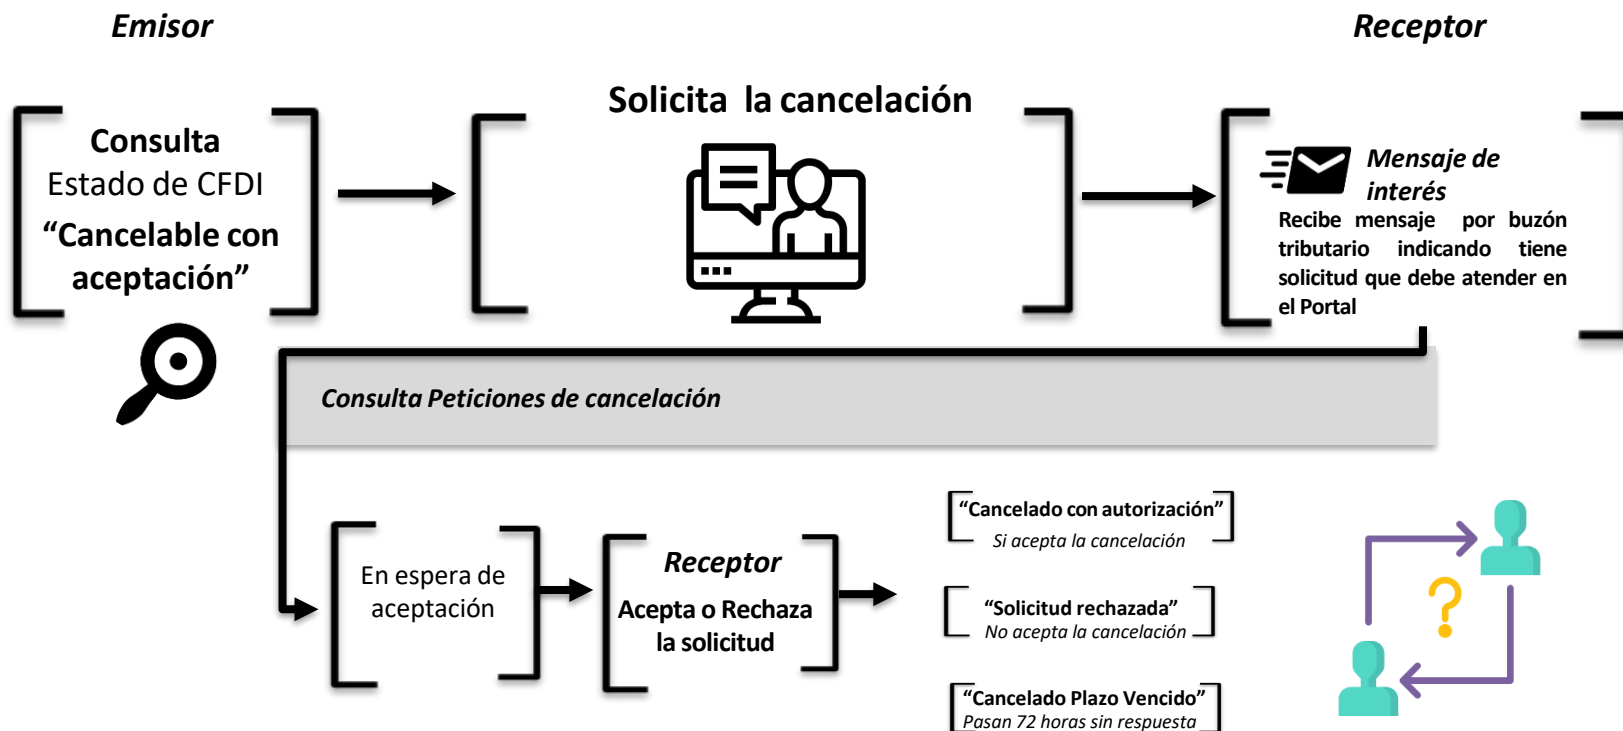 Emisor
Receptor
Consulta
Estado de CFDI
“Cancelable con
aceptación”
Solicita la cancelación
Mensaje de
interés
Recibe mensaje por buzón
tributario indicando tiene
solicitud que debe atender en
el Portal
Consulta Peticiones de cancelación
En espera de
aceptación
Receptor
Acepta o Rechaza
la solicitud
“Cancelado con autorización”
Si acepta la cancelación
“Solicitud rechazada”
No acepta la cancelación
“Cancelado Plazo Vencido”
Pasan 72 horas sin respuesta